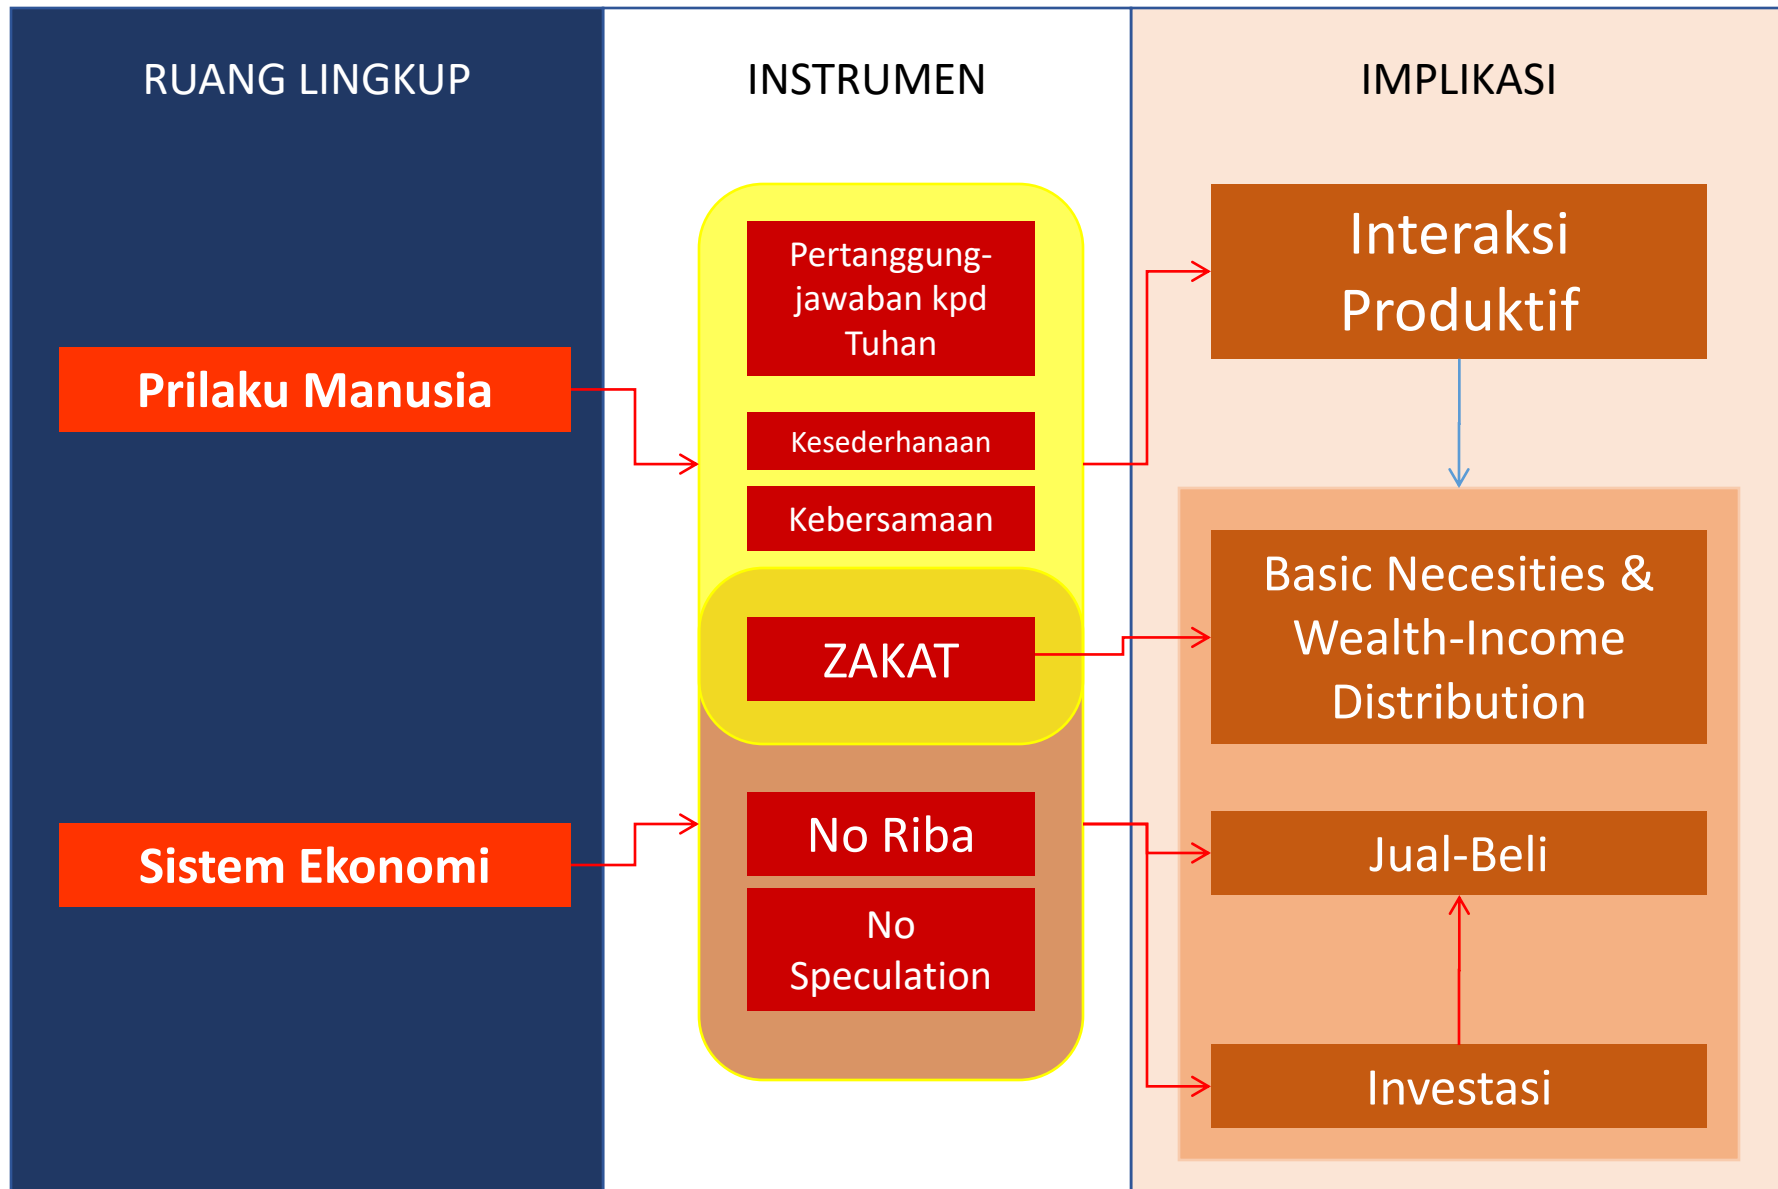 RUANG LINGKUP
INSTRUMEN
IMPLIKASI
Prilaku Manusia
Sistem Ekonomi
Pertanggung-
jawaban kpd
Tuhan
Kesederhanaan
Kebersamaan
ZAKAT
No Riba
No
Speculation
Interaksi
Produktif
Basic Necesities &
Wealth-Income
Distribution
Jual-Beli
Investasi